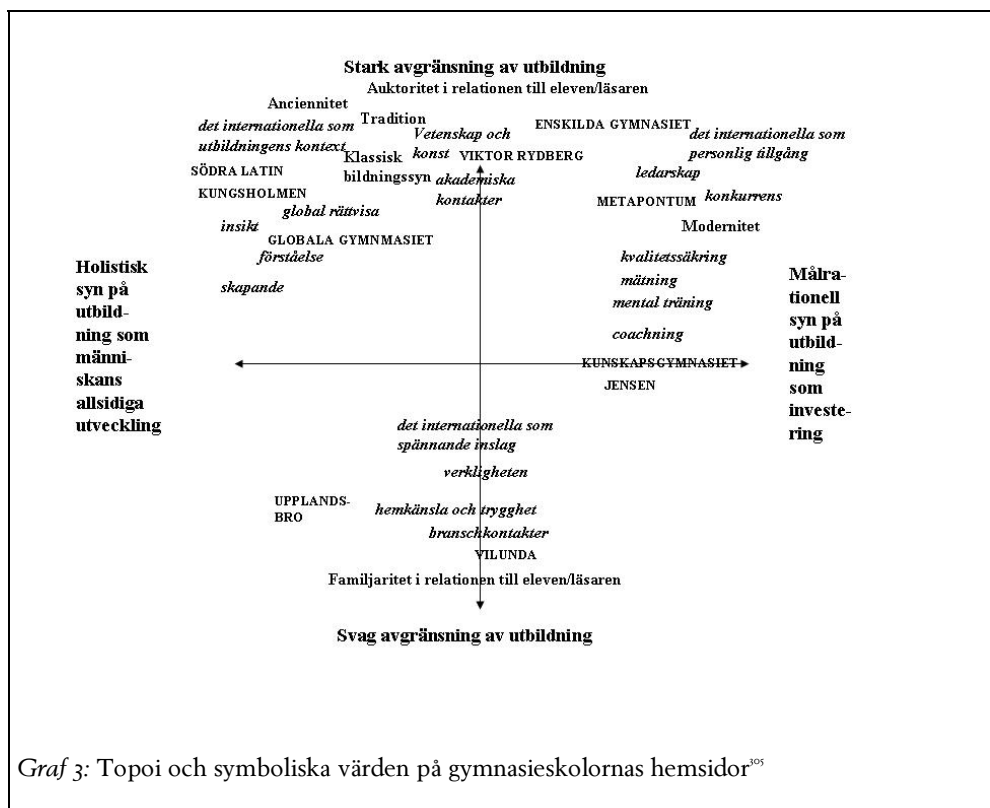 Stark avgränsning av utbildning
Auktoritet i relationen till eleven/läsaren
Anciennitet
Tradition
det internationella som
utbildningens kontext
Vetenskap och
konst
ENSKILDA GYMNASIET
VIKTOR RYDBERG
det internationella som
personlig tillgång
Klassisk
bildningssyn
akademiska
kontakter
ledarskap
SÖDRA LATIN
KUNGSHOLMEN
METAPONTUM
konkurrens
global rättvisa
insikt
Modernitet
GLOBALA GYMNMASIET
förståelse
kvalitetssäkring
skapande
mätning
mental träning
coachning
Holistisk
syn på
utbild-
ning som
männi-
skans
allsidiga
utveckling
Målra-
tionell
syn på
utbild-
ning
som
investe-
ring
KUNSKAPSGYMNASIET
JENSEN
det internationella som
spännande inslag
verkligheten
UPPLANDS-
BRO
hemkänsla och trygghet
branschkontakter
VILUNDA
Familjaritet i relationen till eleven/läsaren
Svag avgränsning av utbildning
Graf 3: Topoi och symboliska värden på gymnasieskolornas hemsidor305